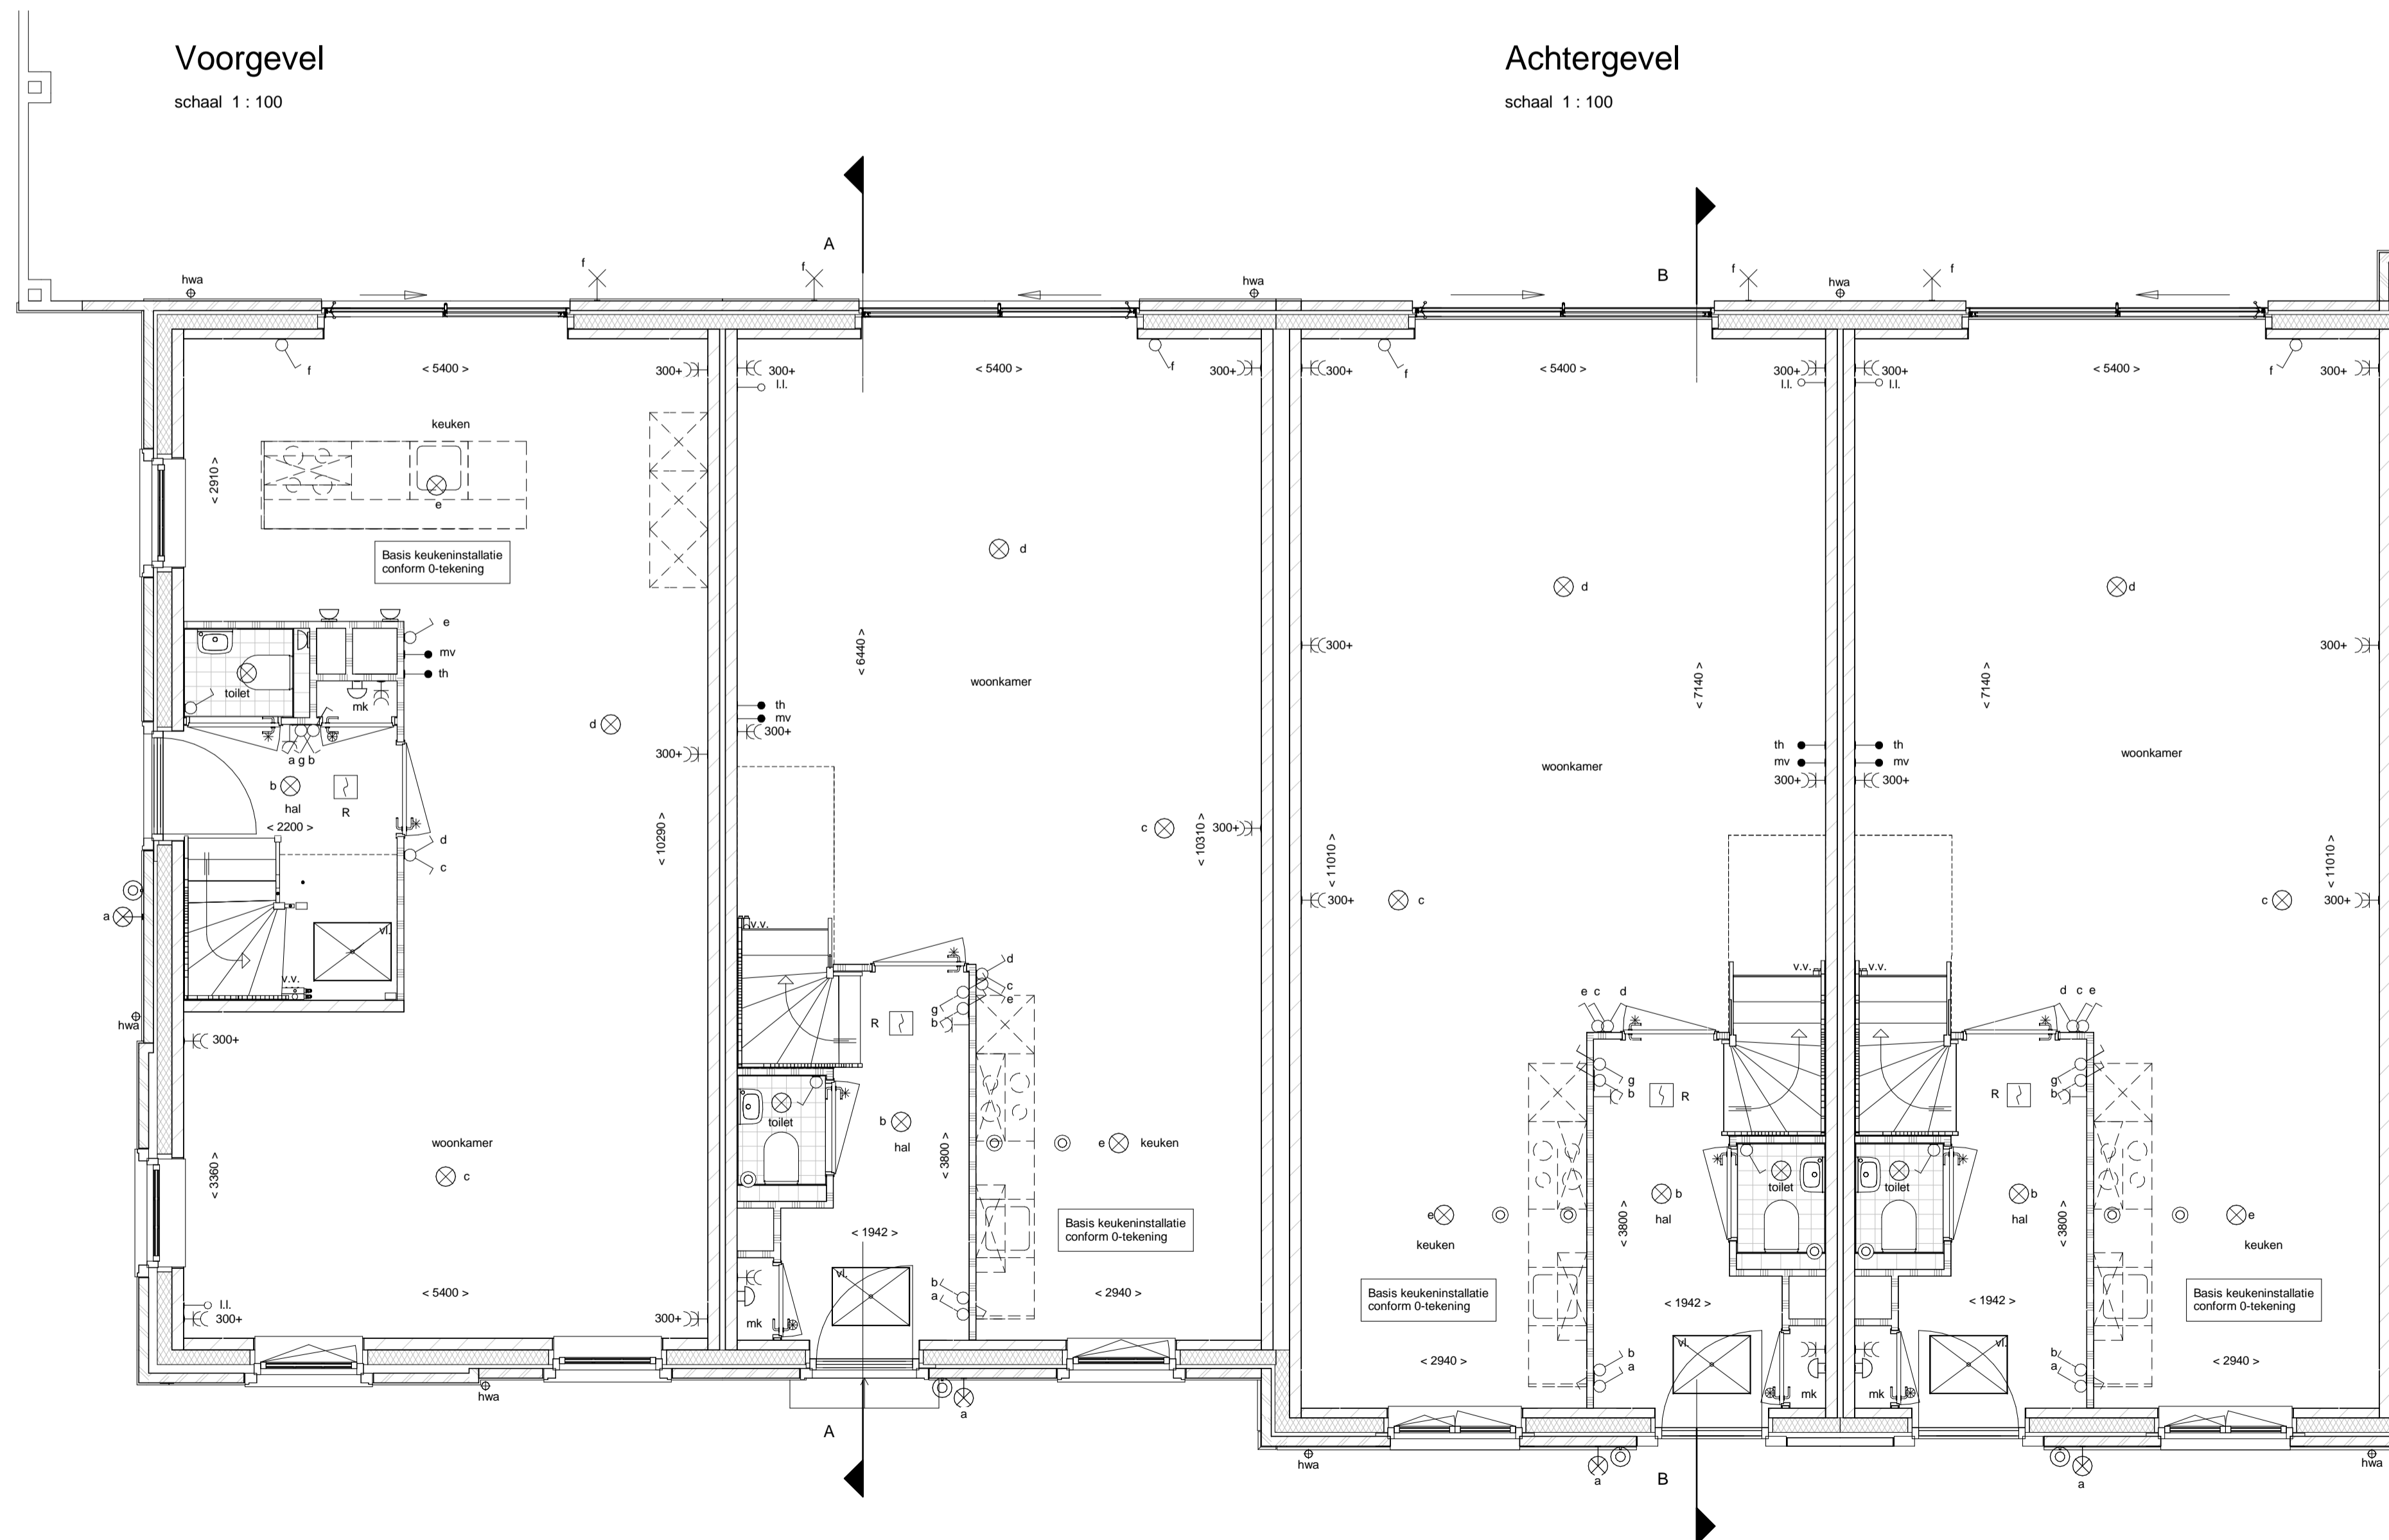 Voorgevel
schaal 1 : 100
Achtergevel
schaal 1 : 100
A
B
hwa
f
f
hwa
f
hwa
f
f
< 5400 >
300+
300+
l.l.
< 5400 >
f
300+
300+
f
< 5400 >
300+
l.l.
300+
l.l.
< 5400 >
f
300+
keuken
< 2910 >
e
Basis keukeninstallatie
conform 0-tekening
d
d
d
e
mv
th
toilet
mk
a g b
b
hal
R
< 2200 >
d
300+
d
c
< 10290 >
a
vl.
v.v.
hwa
300+
woonkamer
c
< 3360 >
l.l.
300+
< 5400 >
300+
hwa
< 6440 >
woonkamer
th
mv
300+
c
300+
< 10310 >
v.v.
d
c
e
g
b
R
toilet
b
hal
< 3800 >
e
keuken
Basis keukeninstallatie
conform 0-tekening
< 1942 >
vl.
b
a
< 2940 >
mk
a
A
300+
< 7140 >
woonkamer
th
mv
300+
< 11010 >
300+
c
v.v.
e c d
g
b
R
toilet
b
hal
< 3800 >
e
keuken
Basis keukeninstallatie
conform 0-tekening
< 1942 >
vl.
b
a
< 2940 >
mk
hwa
a
B
300+
< 7140 >
woonkamer
th
mv
300+
< 11010 >
c
300+
v.v.
d c e
g
b
R
toilet
b
hal
< 3800 >
e
keuken
Basis keukeninstallatie
conform 0-tekening
< 1942 >
vl.
b
a
< 2940 >
mk
a
hwa